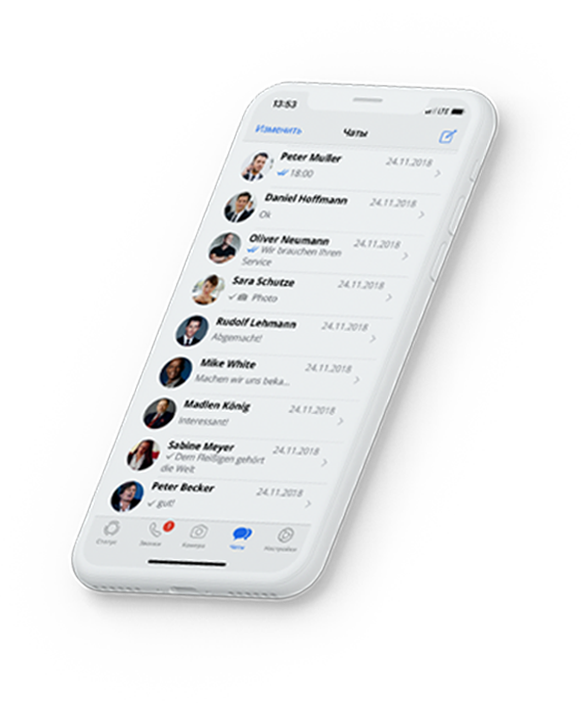 13:53
LTE
Изменить
Чаты
Peter Muller
24.11.2018
18:00
Daniel Hoffmann
24.11.2018
Ok
Oliver Neumann
24.11.2018
Wir brauchen Ihren
Service
Sara Schutze
24.11.2018
Photo
Rudolf Lehmann
24.11.2018
Abgemacht!
Mike White
24.11.2018
Machen wir uns beka...
Madlen König
24.11.2018
Interessant!
Sabine Meyer
24.11.2018
Dem Fleißigen gehört
die Welt
Peter Becker
24.11.2018
gut!
Статус
Звонки
Камера
Чаты
Настройки